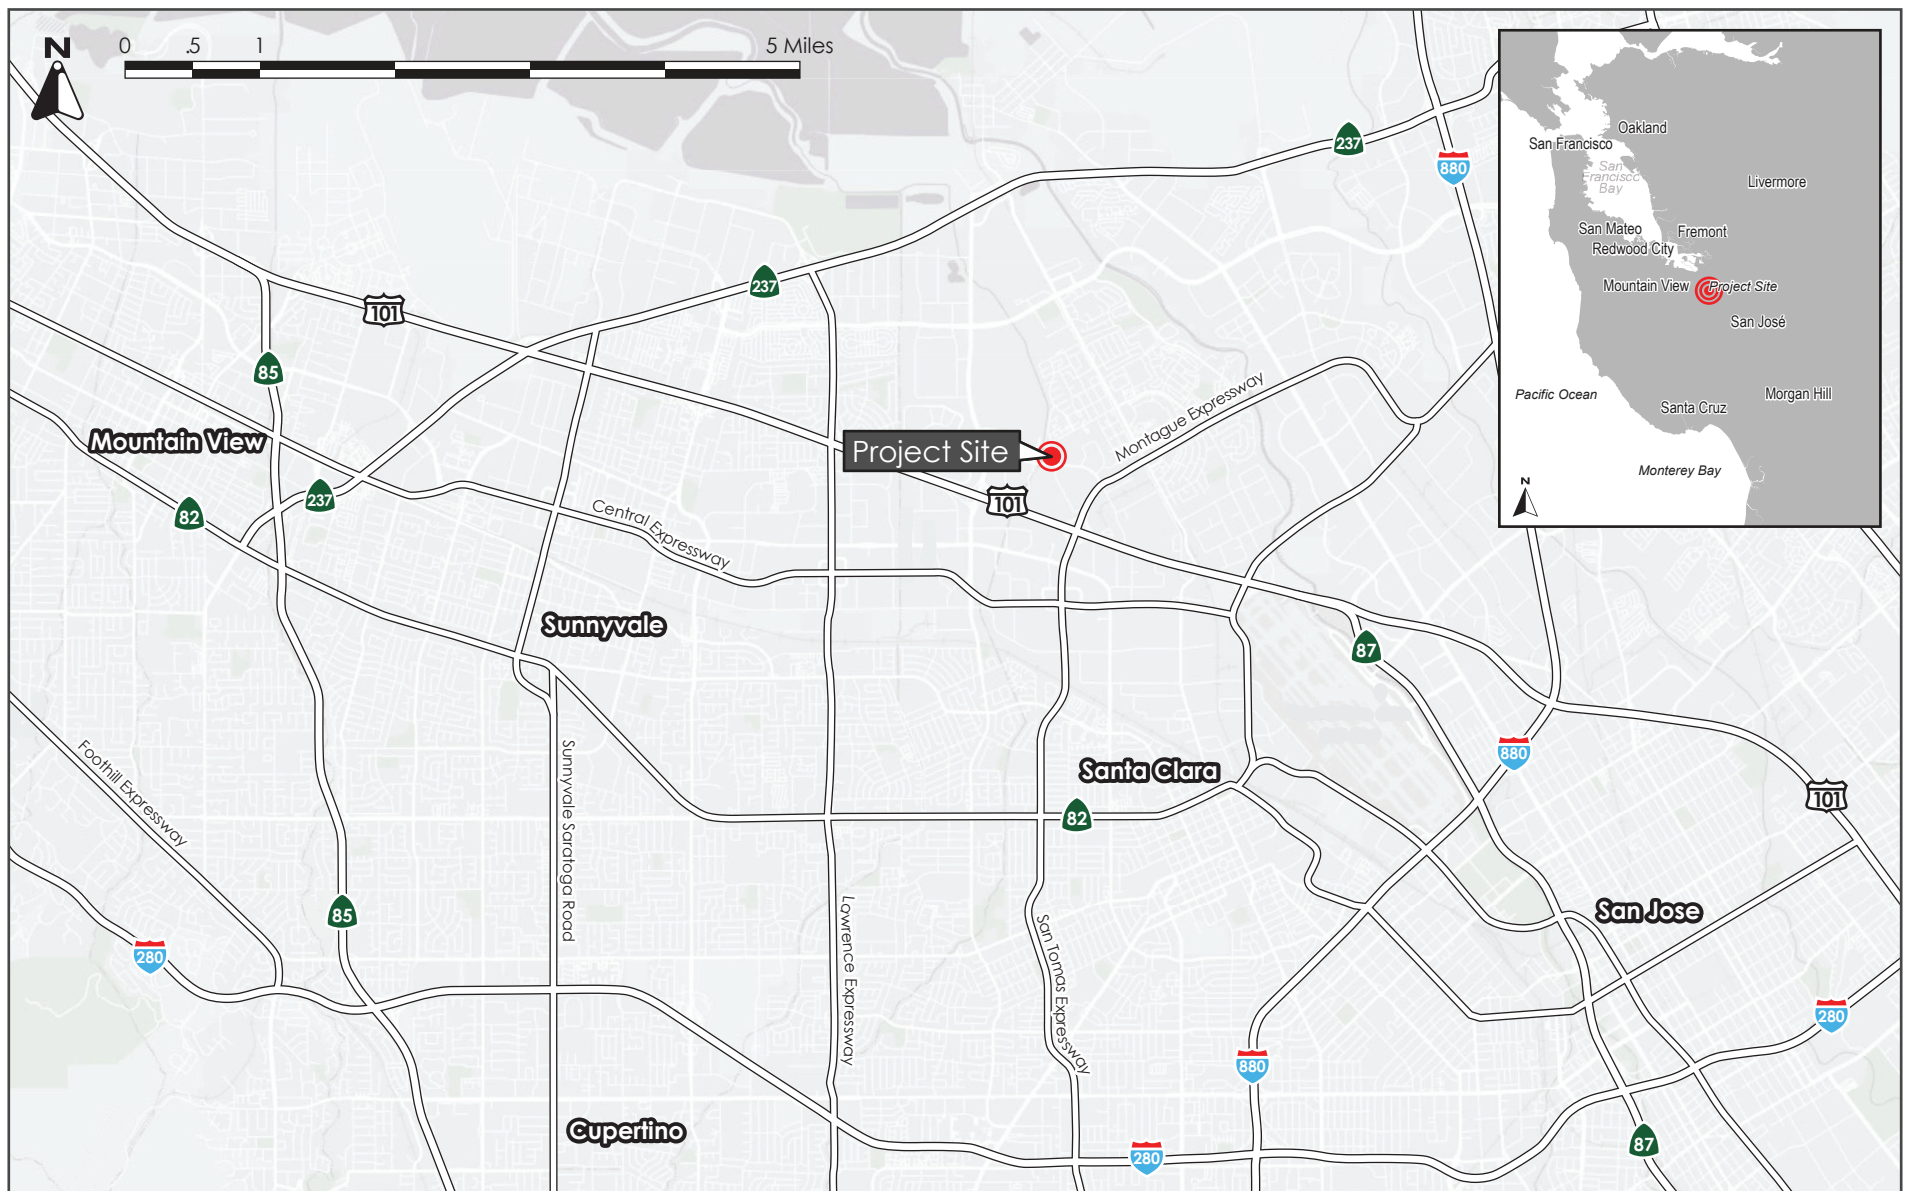 N
0 .5 1 5 Miles
237
880
Oakland
San Francisco
San
Francisco
Bay
Livermore
San Mateo
Fremont
Redwood City
Mountain View
Project Site
San José
Pacific Ocean
Morgan Hill
Santa Cruz
Monterey Bay
N
237
101
85
Montague Expressway
Mountain View
Project Site
237
101
82
Central Expressway
Sunnyvale
87
Foothill Expressway
Sunnyvale Saratoga Road
Santa Clara
880
101
82
85
Lawrence Expressway
San Tomas Expressway
San Jose
280
280
880
Cupertino
280
87